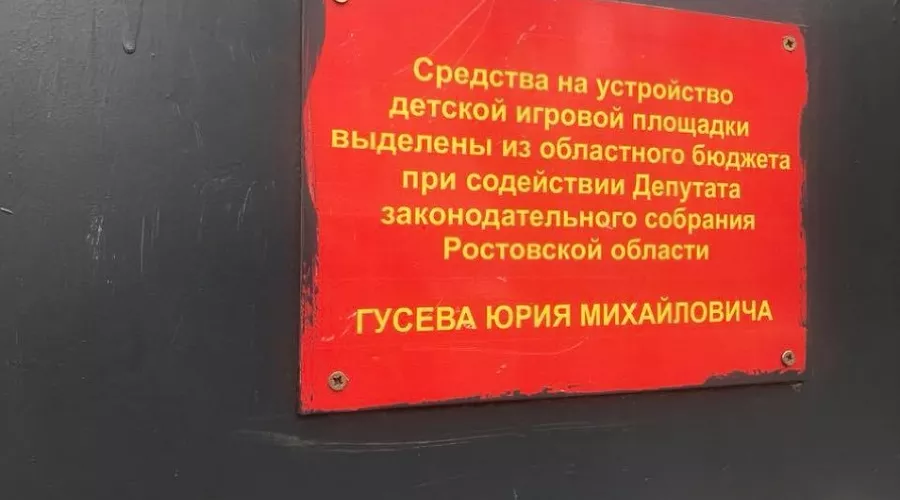 Средства на устройство
детской игровой площадки
выделены из областного бюджета
при содействии Депутата
законодательного собрания
Ростовской области
ГУСЕВА ЮРИЯ МИХАЙЛОВИЧА